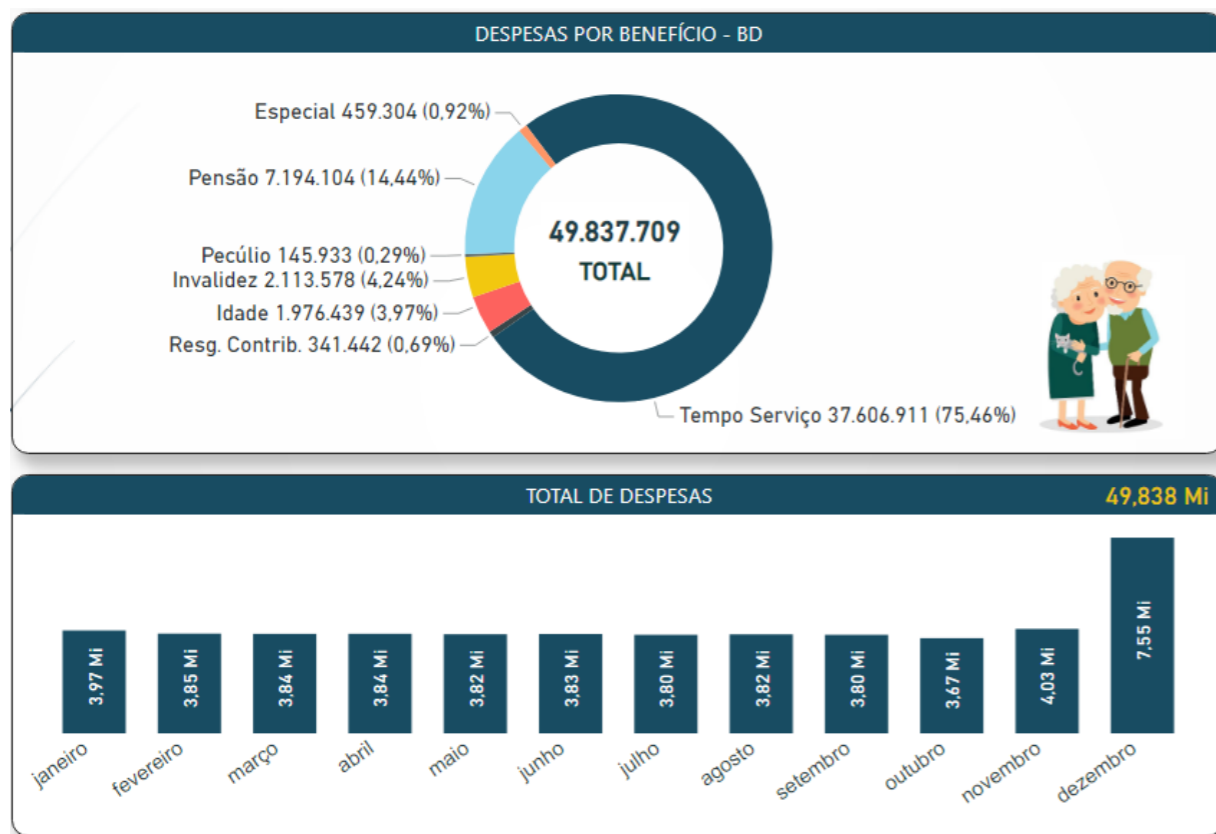 DESPESAS POR BENEFÍCIO - BD
Especial 459.304 (0,92%)
Pensão 7.194.104 (14,44%)
Pecúlio 145.933 (0,29%)
Invalidez 2.113.578 (4,24%)
Idade 1.976.439 (3,97%)
Resg. Contrib. 341.442 (0,69%)
49.837.709
TOTAL
Tempo Serviço 37.606.911 (75,46%)
TOTAL DE DESPESAS
49,838 Mi
3,97 Mi
3,85 Mi
3,84 Mi
3,84 Mi
3,82 Mi
3,83 Mi
3,80 Mi
3,82 Mi
3,80 Mi
3,67 Mi
4,03 Mi
7,55 Mi
janeiro
fevereiro
março
abril
maio
junho
julho
agosto
setembro
outubro
novembro
dezembro